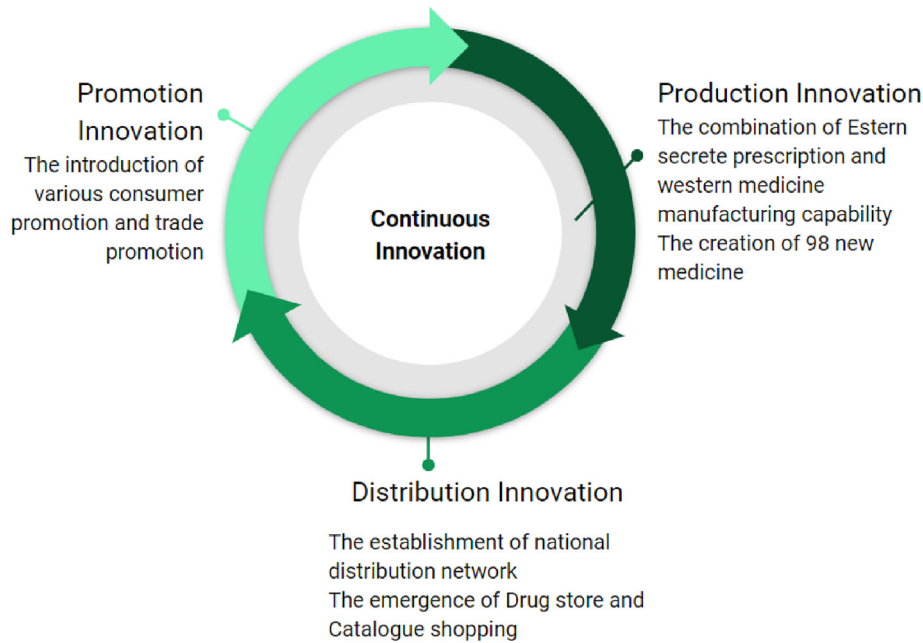 Promotion
Innovation
The introduction of
various consumer
promotion and trade
promotion
Continuous
Innovation
Production Innovation
The combination of Estern
secrete prescription and
western medicine
manufacturing capability
The creation of 98 new
medicine
Distribution Innovation
The establishment of national
distribution network
The emergence of Drug store and
Catalogue shopping